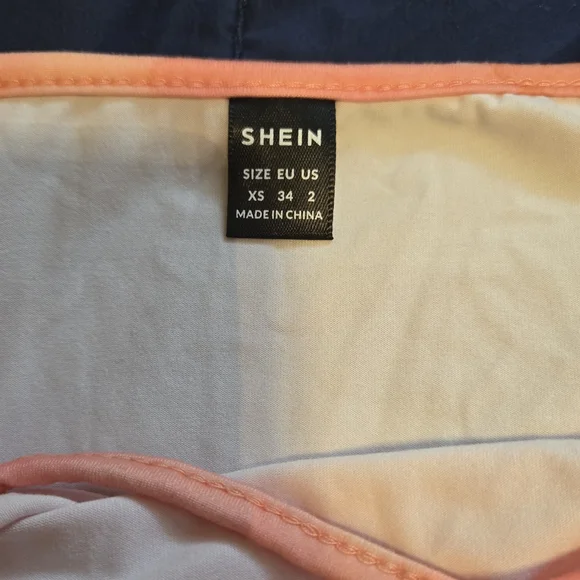 SHEIN
SIZE EU US
XS 34 2
MADE IN CHINA